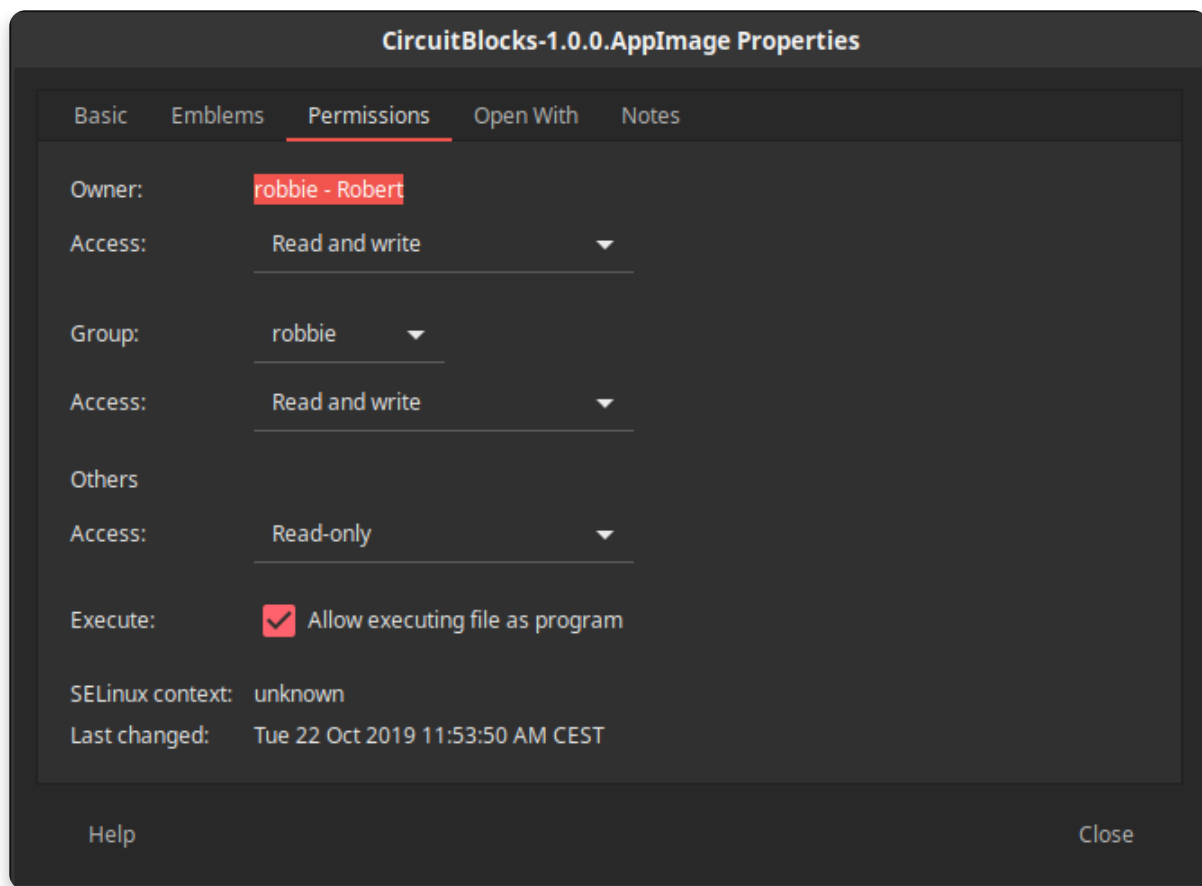 CircuitBlocks-1.0.0.AppImage Properties
Basic Emblems Permissions Open With Notes
Owner: robbie - Robert
Access: Read and write
Group: robbie
Access: Read and write
Others
Access: Read-only
Execute: Allow executing file as program
SELinux context: unknown
Last changed: Tue 22 Oct 2019 11:53:50 AM CEST
Help Close